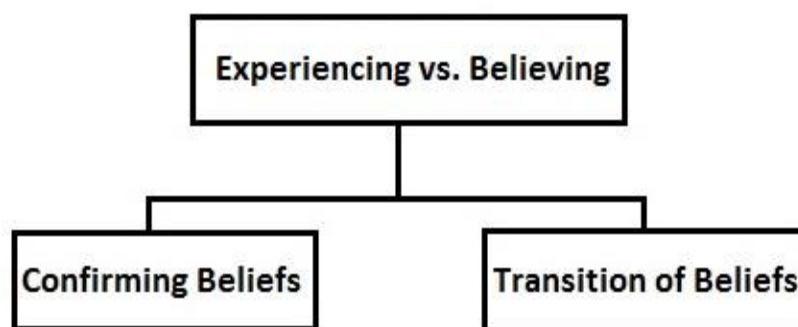 Experiencing vs. Believing
Confirming Beliefs
Transition of Beliefs